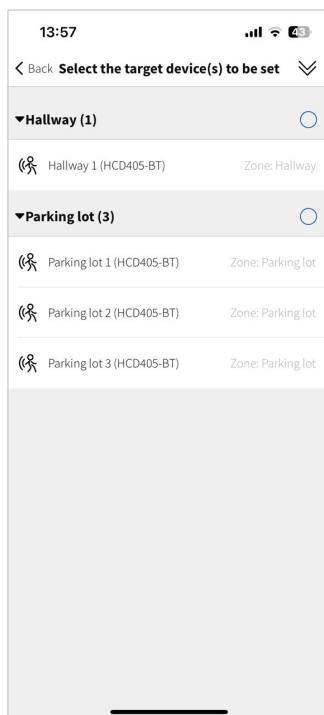 13:57
43
Back Select the target device(s) to be set
Hallway (1)
Hallway 1 (HCD405-BT) Zone: Hallway
Parking lot (3)
Parking lot 1 (HCD405-BT) Zone: Parking lot
Parking lot 2 (HCD405-BT) Zone: Parking lot
Parking lot 3 (HCD405-BT) Zone: Parking lot